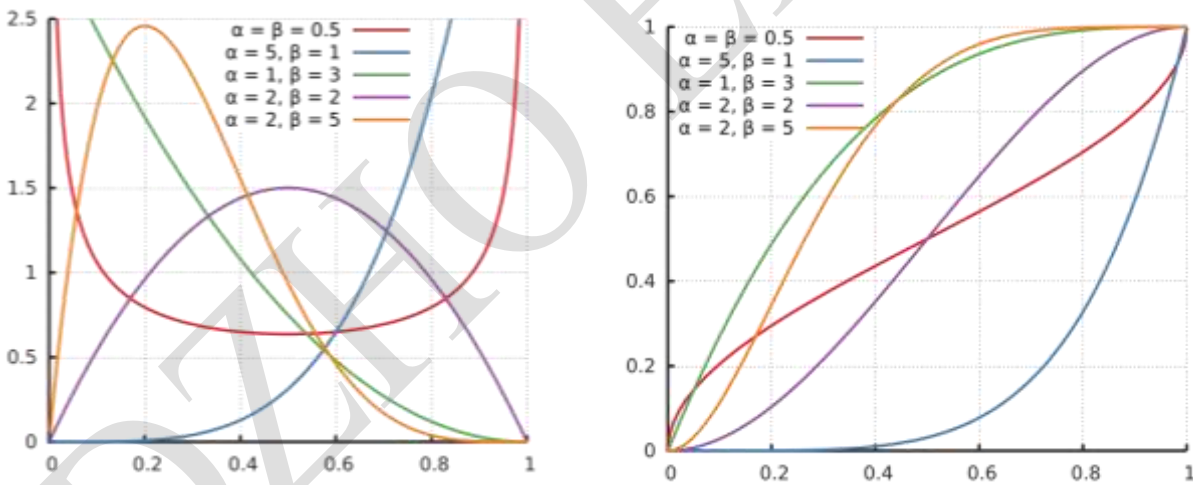 2.5
2
1.5
1
0.5
0
0 0.2 0.4 0.6 0.8 1
α = β = 0.5
α = 5, β = 1
α = 1, β = 3
α = 2, β = 2
α = 2, β = 5
1
0.8
0.6
0.4
0.2
0
0 0.2 0.4 0.6 0.8 1
α = β = 0.5
α = 5, β = 1
α = 1, β = 3
α = 2, β = 2
α = 2, β = 5